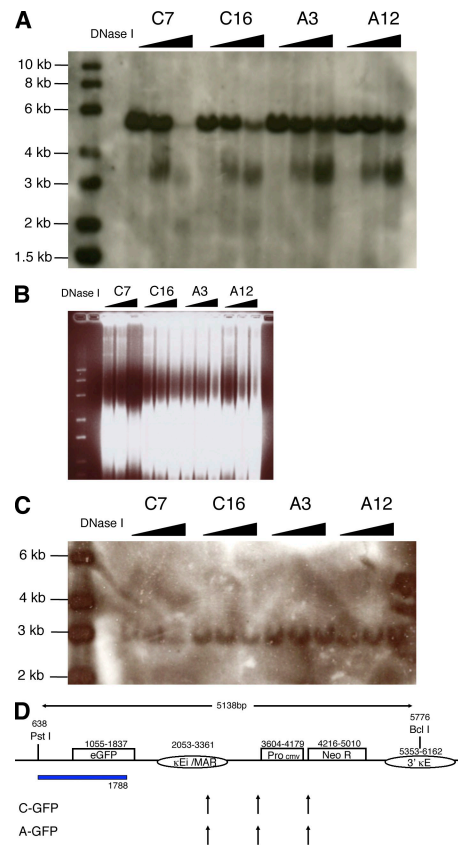 A
C7 C16 A3 A12
DNase I
10 kb
8 kb
6 kb
4 kb
3 kb
2 kb
1.5 kb
B
DNase I C7 C16 A3 A12
C
C7 C16 A3 A12
DNase I
6 kb
4 kb
3 kb
2 kb
D
5138bp
638
Pst I
5776
Bcl I
1055-1837
eGFP
2053-3361
κEi /MAR
3604-4179
Pro cmv
4216-5010
Neo R
5353-6162
3' κE
1788
C-GFP
A-GFP